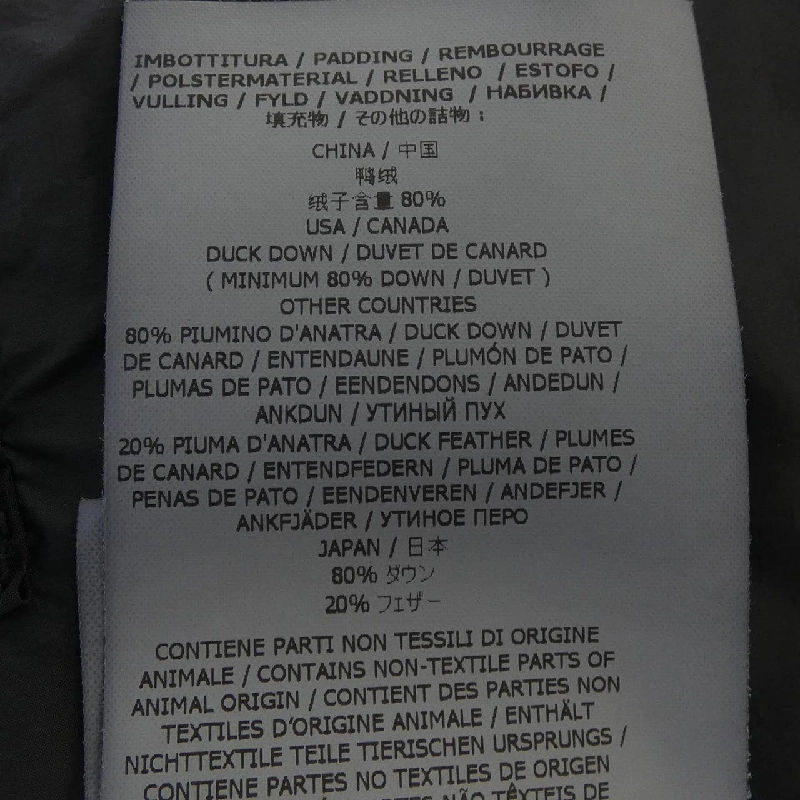 IMBOTTITURA / PADDING / REMBOURRAGE
/ POLSTERMATERIAL / RELLENO / ESTOFO /
VULLING / FYLD / VADDNING / НАБИВКА /
填充物 / その他の詰物 :
CHINA / 中国
鸭绒
绒子含量 80%
USA / CANADA
DUCK DOWN / DUVET DE CANARD
( MINIMUM 80% DOWN / DUVET )
OTHER COUNTRIES
80% PIUMINO D'ANATRA / DUCK DOWN / DUVET
DE CANARD / ENTENDAUNE / PLUMÓN DE PATO /
PLUMAS DE PATO / EENDENDONS / ANDEDUN /
ANKDUN / УТИНЫЙ ПУХ
20% PIUMA D'ANATRA / DUCK FEATHER / PLUMES
DE CANARD / ENTENDFEDERN / PLUMA DE PATO /
PENAS DE PATO / EENDENVEREN / ANDEFJER /
ANKFJÄDER / УТИНОЕ ПЕРО
JAPAN / 日本
80% ダウン
20% フェザー
CONTIENE PARTI NON TESSILI DI ORIGINE
ANIMALE / CONTAINS NON-TEXTILE PARTS OF
ANIMAL ORIGIN / CONTIENT DES PARTIES NON
TEXTILES D'ORIGINE ANIMALE / ENTHÄLT
NICHTTEXTILE TEILE TIERISCHEN URSPRUNGS /
CONTIENE PARTES NO TEXTILES DE ORIGEN
NÃO TÊXTEIS DE